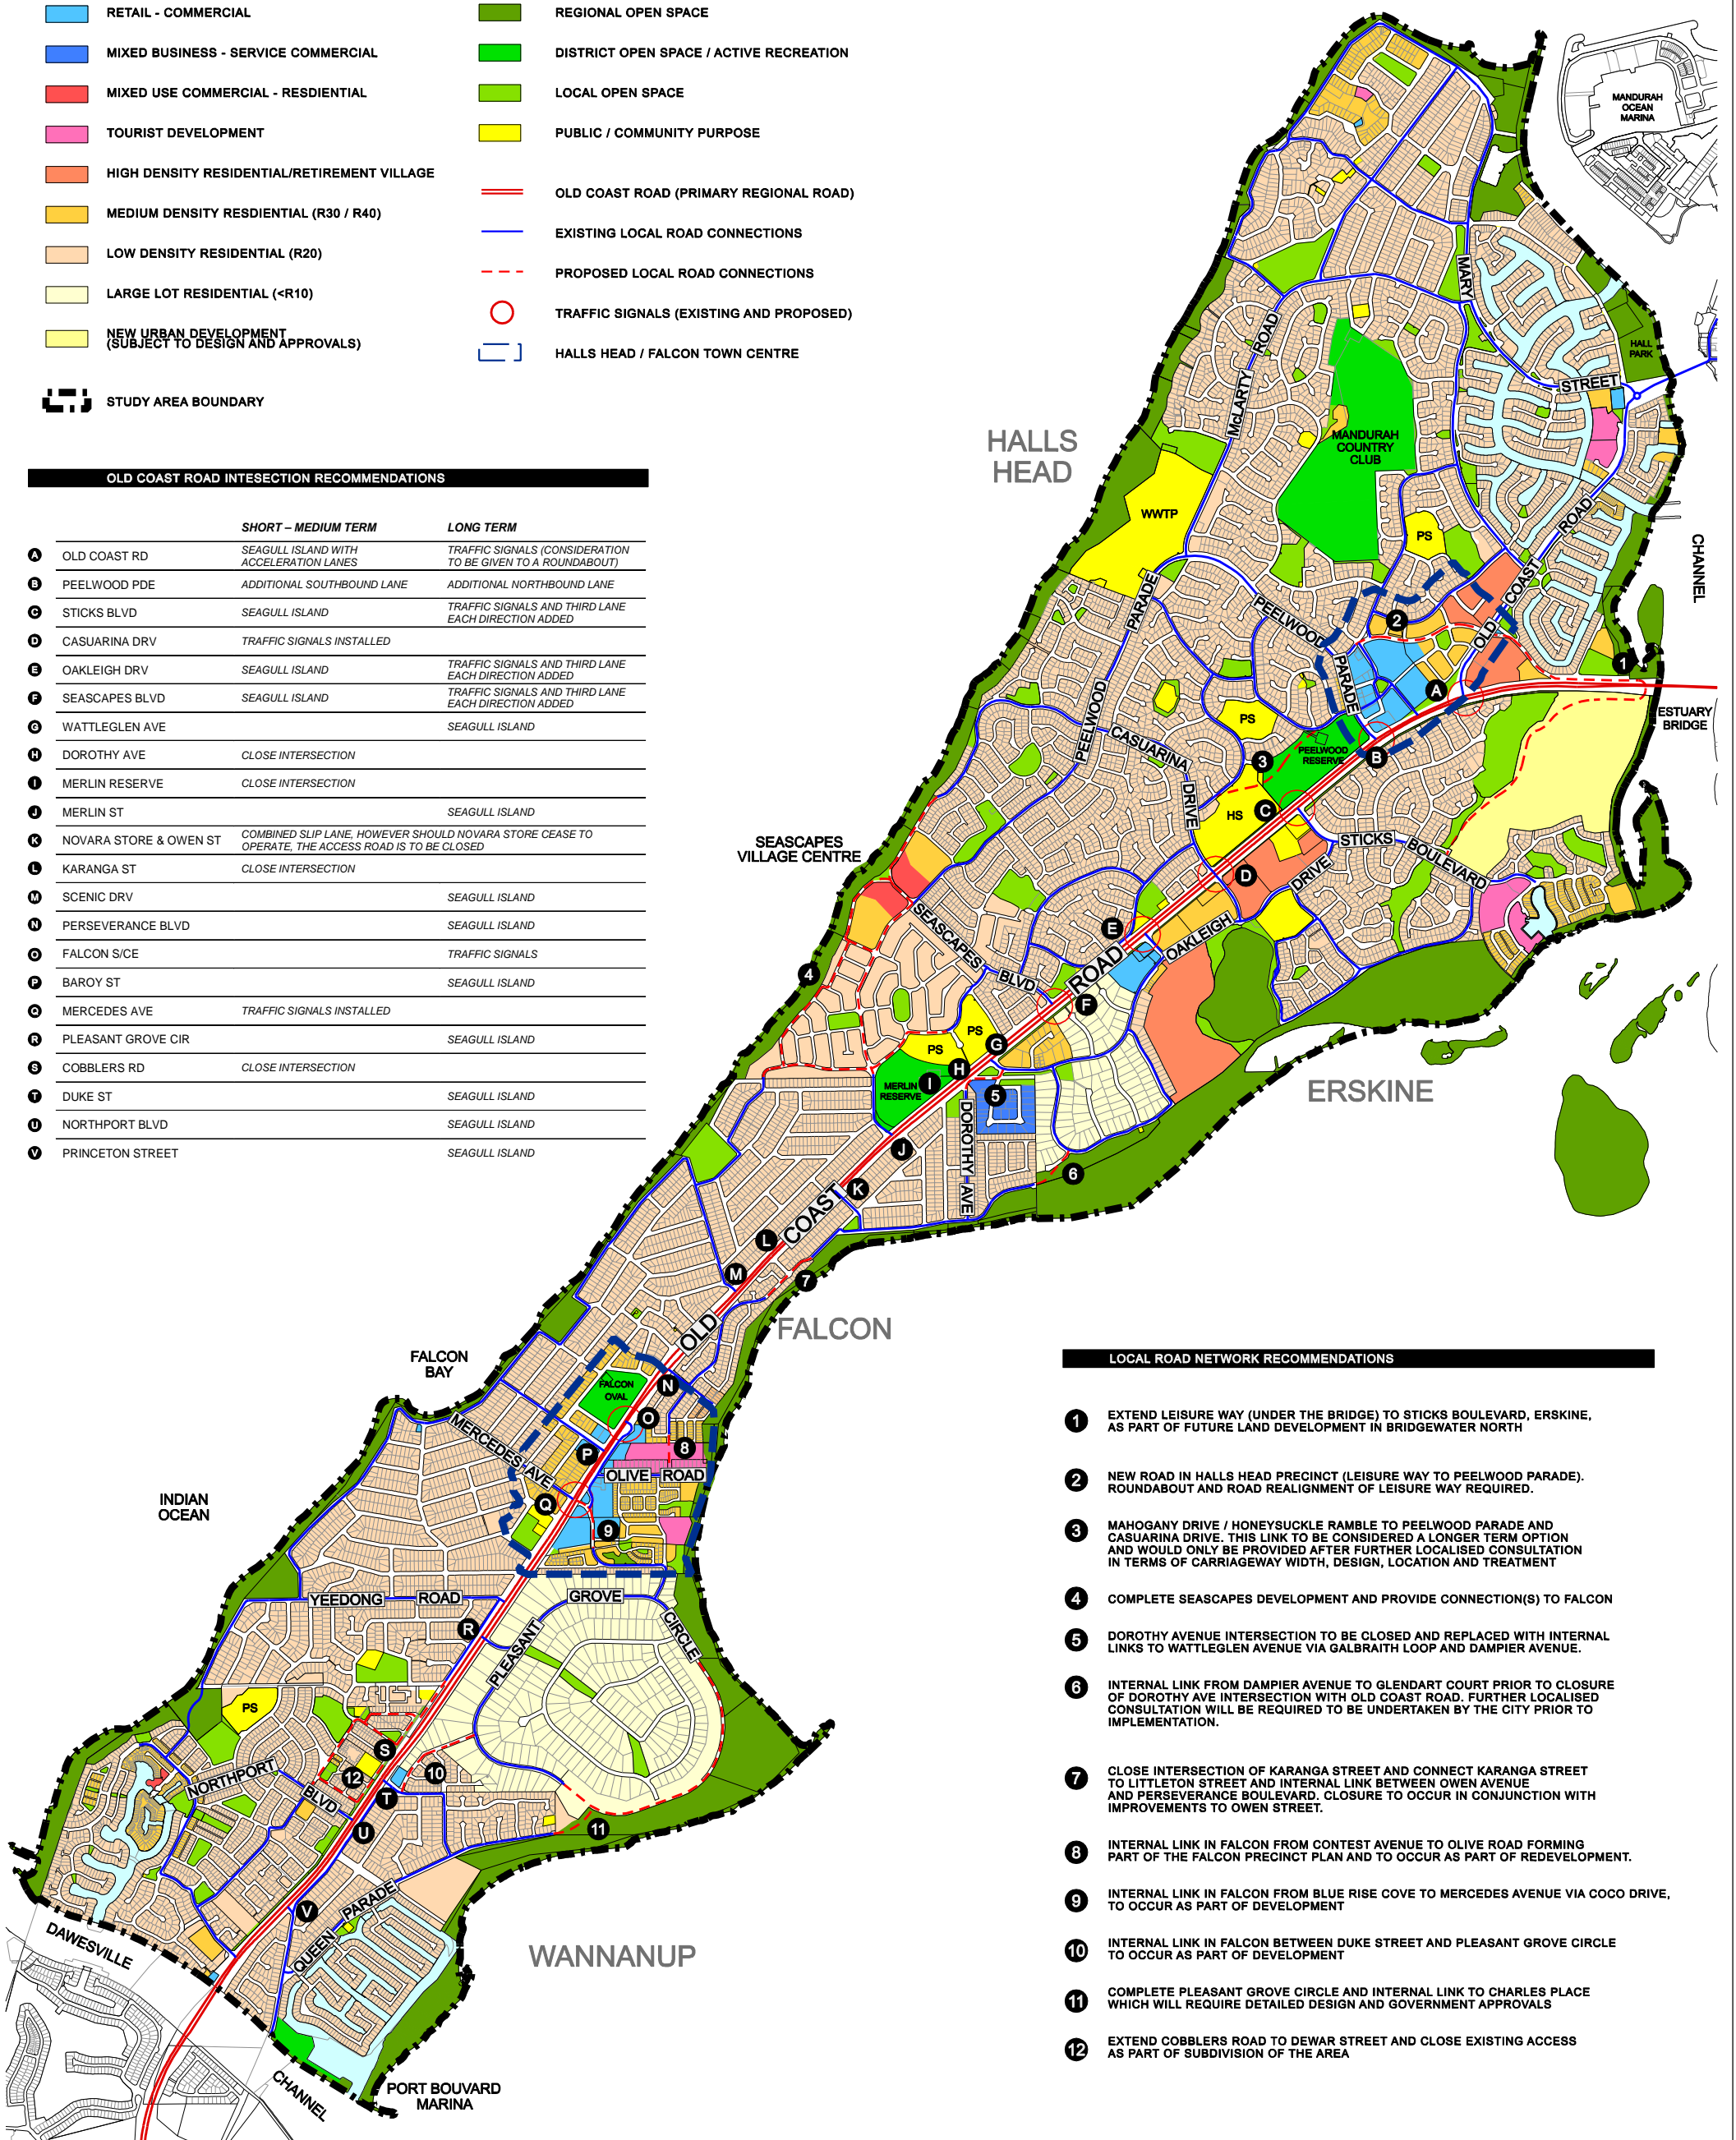 RETAIL - COMMERCIAL
MIXED BUSINESS - SERVICE COMMERCIAL
MIXED USE COMMERCIAL - RESDIENTIAL
TOURIST DEVELOPMENT
HIGH DENSITY RESIDENTIAL/RETIREMENT VILLAGE
MEDIUM DENSITY RESDIENTIAL (R30 / R40)
LOW DENSITY RESIDENTIAL (R20)
LARGE LOT RESIDENTIAL (<R10)
NEW URBAN DEVELOPMENT
(SUBJECT TO DESIGN AND APPROVALS)
STUDY AREA BOUNDARY
REGIONAL OPEN SPACE
DISTRICT OPEN SPACE / ACTIVE RECREATION
LOCAL OPEN SPACE
PUBLIC / COMMUNITY PURPOSE
OLD COAST ROAD (PRIMARY REGIONAL ROAD)
EXISTING LOCAL ROAD CONNECTIONS
PROPOSED LOCAL ROAD CONNECTIONS
TRAFFIC SIGNALS (EXISTING AND PROPOSED)
HALLS HEAD / FALCON TOWN CENTRE
OLD COAST ROAD INTESECTION RECOMMENDATIONS
SHORT – MEDIUM TERM LONG TERM
A OLD COAST RD SEAGULL ISLAND WITH ACCELERATION LANES TRAFFIC SIGNALS (CONSIDERATION TO BE GIVEN TO A ROUNDABOUT)
B PEELWOOD PDE ADDITIONAL SOUTHBOUND LANE ADDITIONAL NORTHBOUND LANE
C STICKS BLVD SEAGULL ISLAND TRAFFIC SIGNALS AND THIRD LANE EACH DIRECTION ADDED
D CASUARINA DRV TRAFFIC SIGNALS INSTALLED
E OAKLEIGH DRV SEAGULL ISLAND TRAFFIC SIGNALS AND THIRD LANE EACH DIRECTION ADDED
F SEASCAPES BLVD SEAGULL ISLAND TRAFFIC SIGNALS AND THIRD LANE EACH DIRECTION ADDED
G WATTLEGLEN AVE SEAGULL ISLAND
H DOROTHY AVE CLOSE INTERSECTION
I MERLIN RESERVE CLOSE INTERSECTION
J MERLIN ST SEAGULL ISLAND
K NOVARA STORE & OWEN ST COMBINED SLIP LANE, HOWEVER SHOULD NOVARA STORE CEASE TO OPERATE, THE ACCESS ROAD IS TO BE CLOSED
L KARANGA ST CLOSE INTERSECTION
M SCENIC DRV SEAGULL ISLAND
N PERSEVERANCE BLVD SEAGULL ISLAND
O FALCON S/CE TRAFFIC SIGNALS
P BAROY ST SEAGULL ISLAND
Q MERCEDES AVE TRAFFIC SIGNALS INSTALLED
R PLEASANT GROVE CIR SEAGULL ISLAND
S COBBLERS RD CLOSE INTERSECTION
T DUKE ST SEAGULL ISLAND
U NORTHPORT BLVD SEAGULL ISLAND
V PRINCETON STREET SEAGULL ISLAND
MANDURAH
OCEAN
MARINA
MARY
HALL
PARK
STREET
McLARTY ROAD
HALLS
HEAD
MANDURAH
COUNTRY
CLUB
WWTP
PS
OLD COAST ROAD
CHANNEL
PARADE
PEELWOOD
PEELWOOD
PARADE
2
1
A
ESTUARY
BRIDGE
PS
CASUARINA
DRIVE
PEELWOOD
RESERVE
3
B
C
HS
STICKS
BOULEVARD
SEASCAPES
VILLAGE CENTRE
D
DRIVE
OAKLEIGH
E
SEASCAPES
BLVD
ROAD
F
4
PS
G
PS
H
MERLIN
RESERVE
I
5
ERSKINE
DOROTHY AVE
J
6
K
COAST
L
M
7
OLD
FALCON
FALCON
BAY
FALCON
OVAL
N
O
MERCEDES AVE
P
8
OLIVE ROAD
INDIAN
OCEAN
Q
9
YEEDONG ROAD
GROVE
R
PLEASANT
CIRCLE
PS
S
12
10
NORTHPORT
BLVD
T
U
11
V
PARADE
QUEEN
DAWESVILLE
WANNANUP
CHANNEL
PORT BOUVARD
MARINA
LOCAL ROAD NETWORK RECOMMENDATIONS
1 EXTEND LEISURE WAY (UNDER THE BRIDGE) TO STICKS BOULEVARD, ERSKINE,
AS PART OF FUTURE LAND DEVELOPMENT IN BRIDGEWATER NORTH
2 NEW ROAD IN HALLS HEAD PRECINCT (LEISURE WAY TO PEELWOOD PARADE).
ROUNDABOUT AND ROAD REALIGNMENT OF LEISURE WAY REQUIRED.
3 MAHOGANY DRIVE / HONEYSUCKLE RAMBLE TO PEELWOOD PARADE AND
CASUARINA DRIVE. THIS LINK TO BE CONSIDERED A LONGER TERM OPTION
AND WOULD ONLY BE PROVIDED AFTER FURTHER LOCALISED CONSULTATION
IN TERMS OF CARRIAGEWAY WIDTH, DESIGN, LOCATION AND TREATMENT
4 COMPLETE SEASCAPES DEVELOPMENT AND PROVIDE CONNECTION(S) TO FALCON
5 DOROTHY AVENUE INTERSECTION TO BE CLOSED AND REPLACED WITH INTERNAL
LINKS TO WATTLEGLEN AVENUE VIA GALBRAITH LOOP AND DAMPIER AVENUE.
6 INTERNAL LINK FROM DAMPIER AVENUE TO GLENDART COURT PRIOR TO CLOSURE
OF DOROTHY AVE INTERSECTION WITH OLD COAST ROAD. FURTHER LOCALISED
CONSULTATION WILL BE REQUIRED TO BE UNDERTAKEN BY THE CITY PRIOR TO
IMPLEMENTATION.
7 CLOSE INTERSECTION OF KARANGA STREET AND CONNECT KARANGA STREET
TO LITTLETON STREET AND INTERNAL LINK BETWEEN OWEN AVENUE
AND PERSEVERANCE BOULEVARD. CLOSURE TO OCCUR IN CONJUNCTION WITH
IMPROVEMENTS TO OWEN STREET.
8 INTERNAL LINK IN FALCON FROM CONTEST AVENUE TO OLIVE ROAD FORMING
PART OF THE FALCON PRECINCT PLAN AND TO OCCUR AS PART OF REDEVELOPMENT.
9 INTERNAL LINK IN FALCON FROM BLUE RISE COVE TO MERCEDES AVENUE VIA COCO DRIVE,
TO OCCUR AS PART OF DEVELOPMENT
10 INTERNAL LINK IN FALCON BETWEEN DUKE STREET AND PLEASANT GROVE CIRCLE
TO OCCUR AS PART OF DEVELOPMENT
11 COMPLETE PLEASANT GROVE CIRCLE AND INTERNAL LINK TO CHARLES PLACE
WHICH WILL REQUIRE DETAILED DESIGN AND GOVERNMENT APPROVALS
12 EXTEND COBBLERS ROAD TO DEWAR STREET AND CLOSE EXISTING ACCESS
AS PART OF SUBDIVISION OF THE AREA